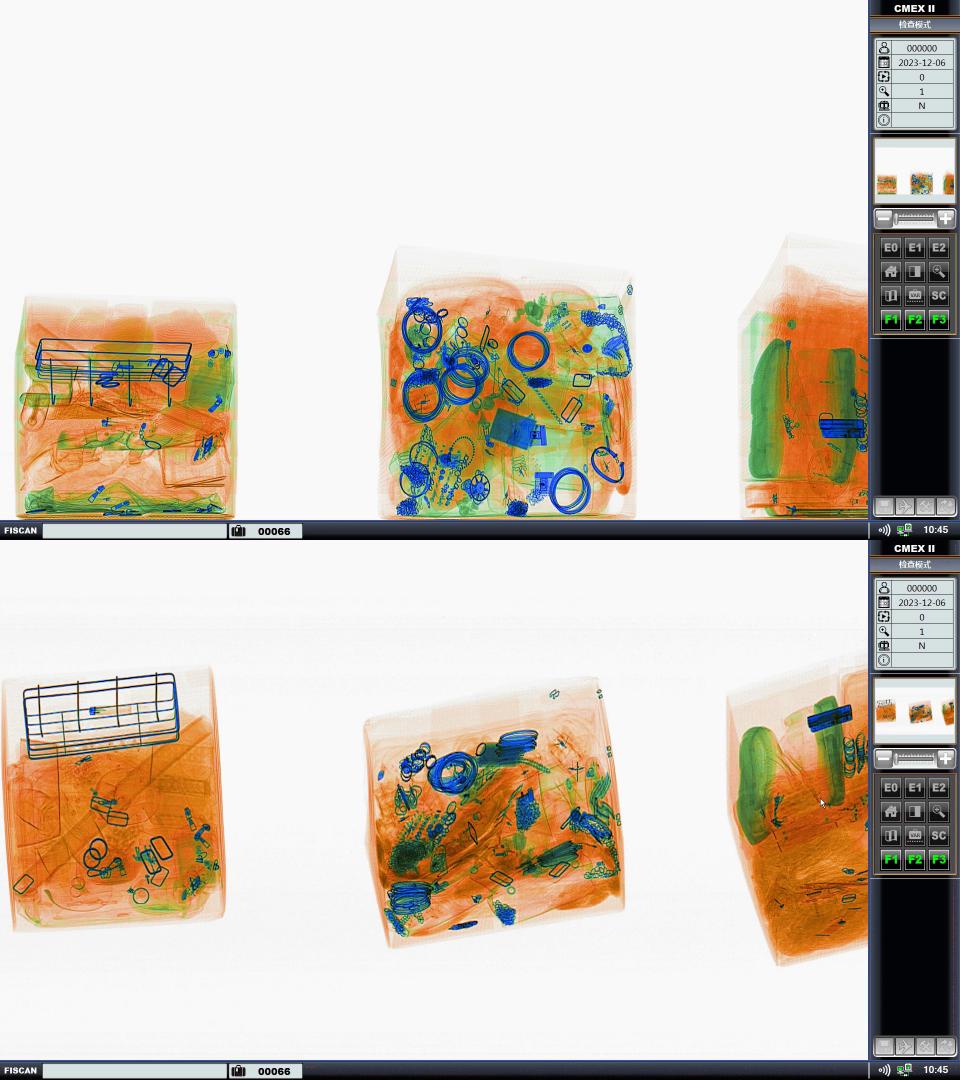 CMEX II
检查模式
000000
2023-12-06
0
1
N
E0 E1 E2
VAR SC
F1 F2 F3
FISCAN 00066 10:45
CMEX II
检查模式
000000
2023-12-06
0
1
N
E0 E1 E2
VAR SC
F1 F2 F3
FISCAN 00066 10:45